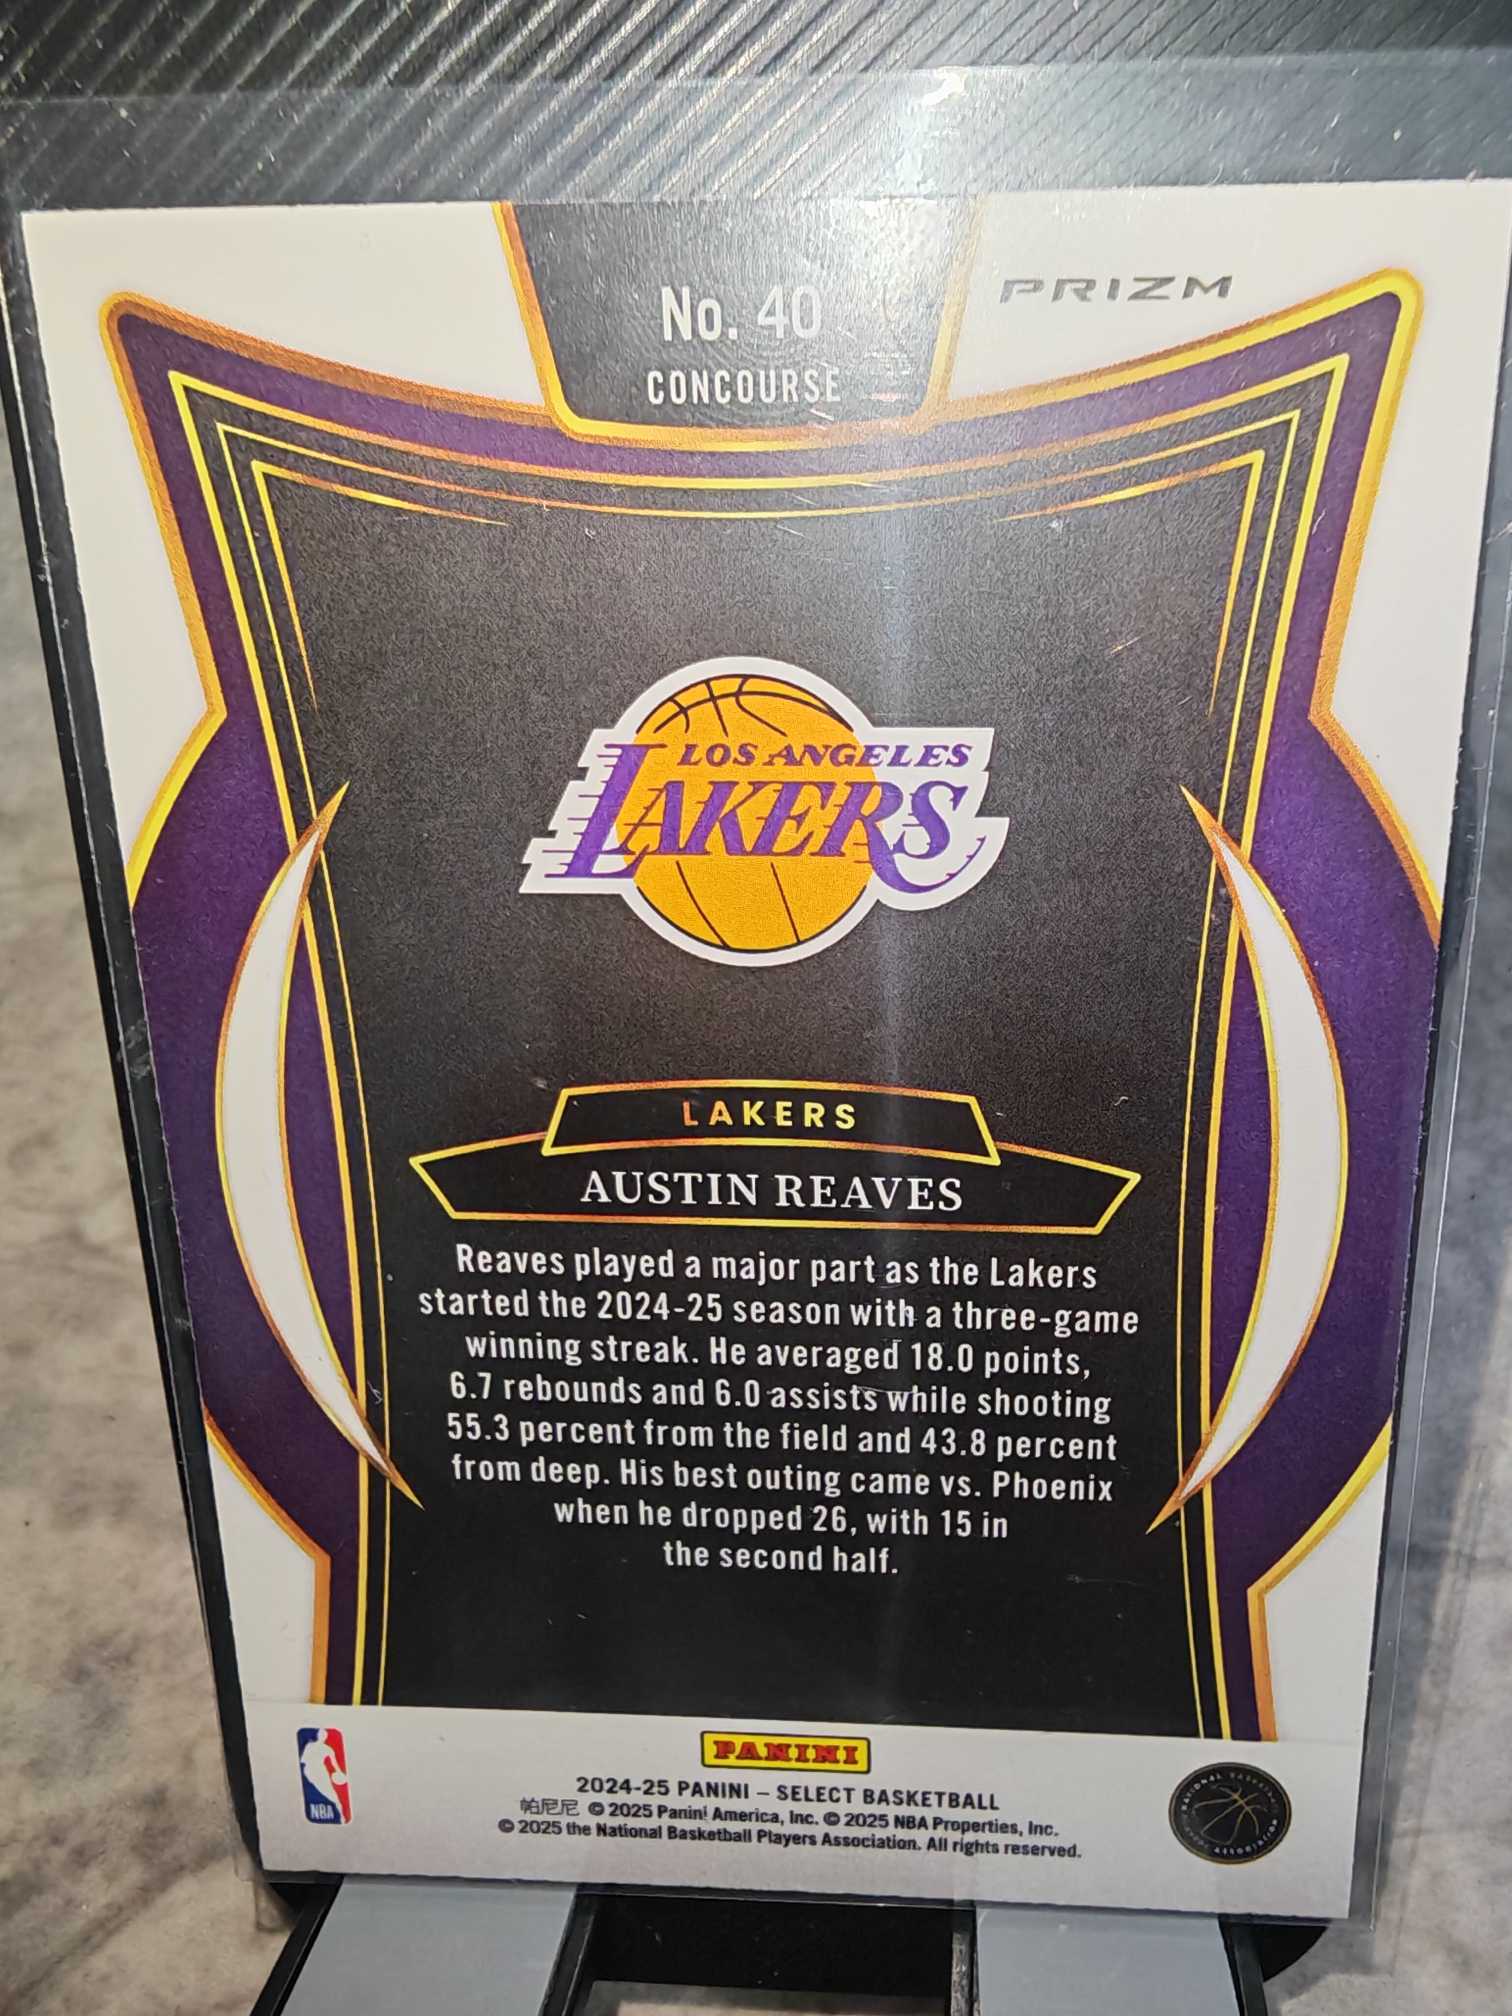 No. 40
PRIZM
CONCOURSE
LOS ANGELES
LAKERS
LAKERS
AUSTIN REAVES
Reaves played a major part as the Lakers
started the 2024-25 season with a three-game
winning streak. He averaged 18.0 points,
6.7 rebounds and 6.0 assists while shooting
55.3 percent from the field and 43.8 percent
from deep. His best outing came vs. Phoenix
when he dropped 26, with 15 in
the second half.
PANINI
2024-25 PANINI – SELECT BASKETBALL
帕尼尼 © 2025 Panini America, Inc. © 2025 NBA Properties, Inc.
© 2025 the National Basketball Players Association. All rights reserved.
NBA
NATIONAL BASKETBALL
ASSOCIATION